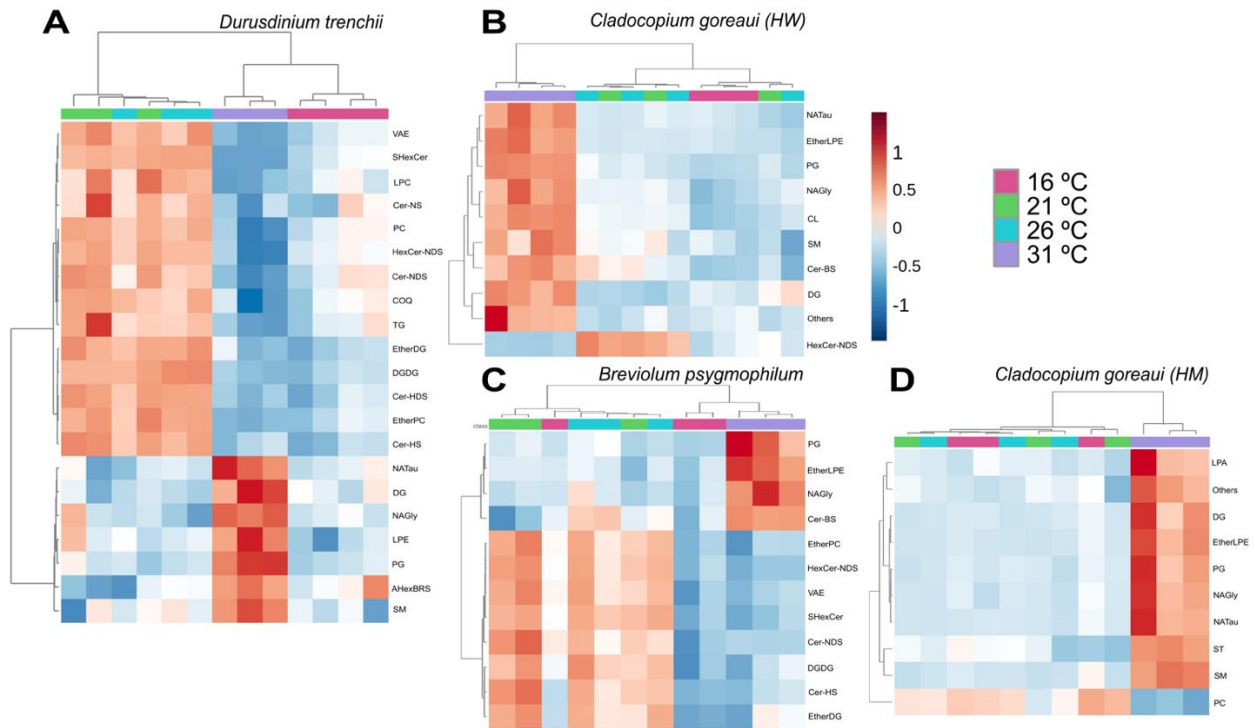 A
Durusdinium trenchii
VAE
SHexCer
LPC
Cer-NS
PC
HexCer-NDS
Cer-NDS
COQ
TG
EtherDG
DGDG
Cer-HDS
EtherPC
Cer-HS
NATau
DG
NAGly
LPE
PG
AHexBRS
SM
B
Cladocopium goreaui (HW)
NATau
EtherLPE
PG
NAGly
CL
SM
Cer-BS
DG
Others
HexCer-NDS
1
0.5
0
-0.5
-1
16 ºC
21 ºC
26 ºC
31 ºC
C
Breviolum psygmophilum
class
PG
EtherLPE
NAGly
Cer-BS
EtherPC
HexCer-NDS
VAE
SHexCer
Cer-NDS
DGDG
Cer-HS
EtherDG
D
Cladocopium goreaui (HM)
LPA
Others
DG
EtherLPE
PG
NAGly
NATau
ST
SM
PC